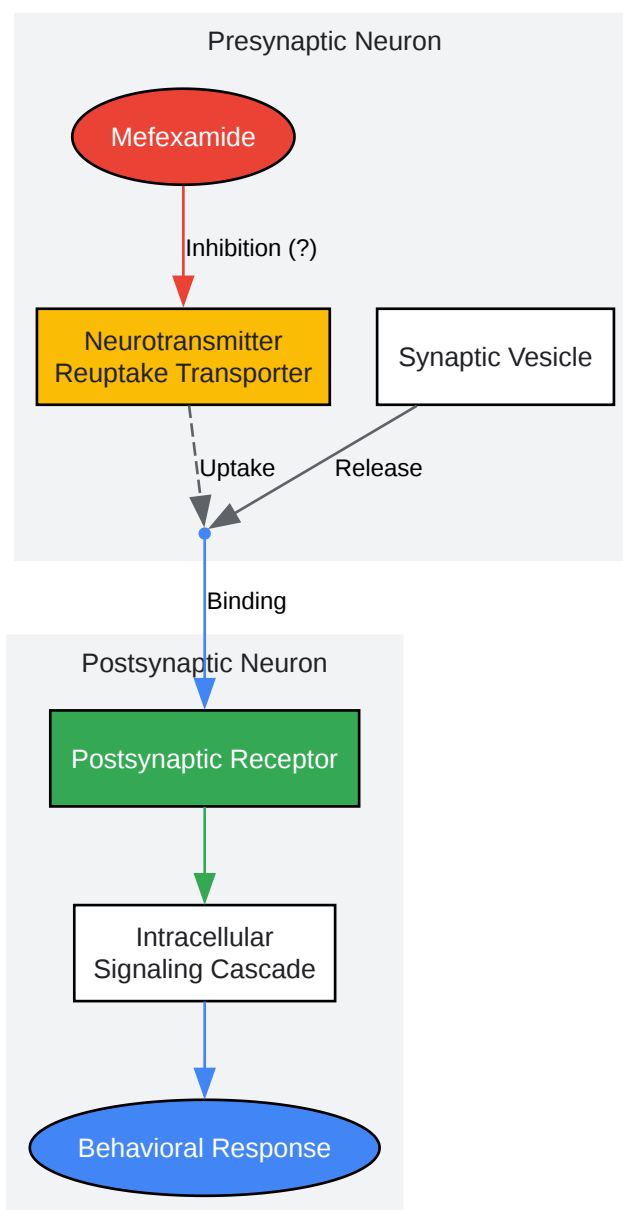 Presynaptic Neuron
Mefexamide
Inhibition (?)
Neurotransmitter
Reuptake Transporter
Synaptic Vesicle
Uptake
Release
Binding
Postsynaptic Neuron
Postsynaptic Receptor
Intracellular
Signaling Cascade
Behavioral Response